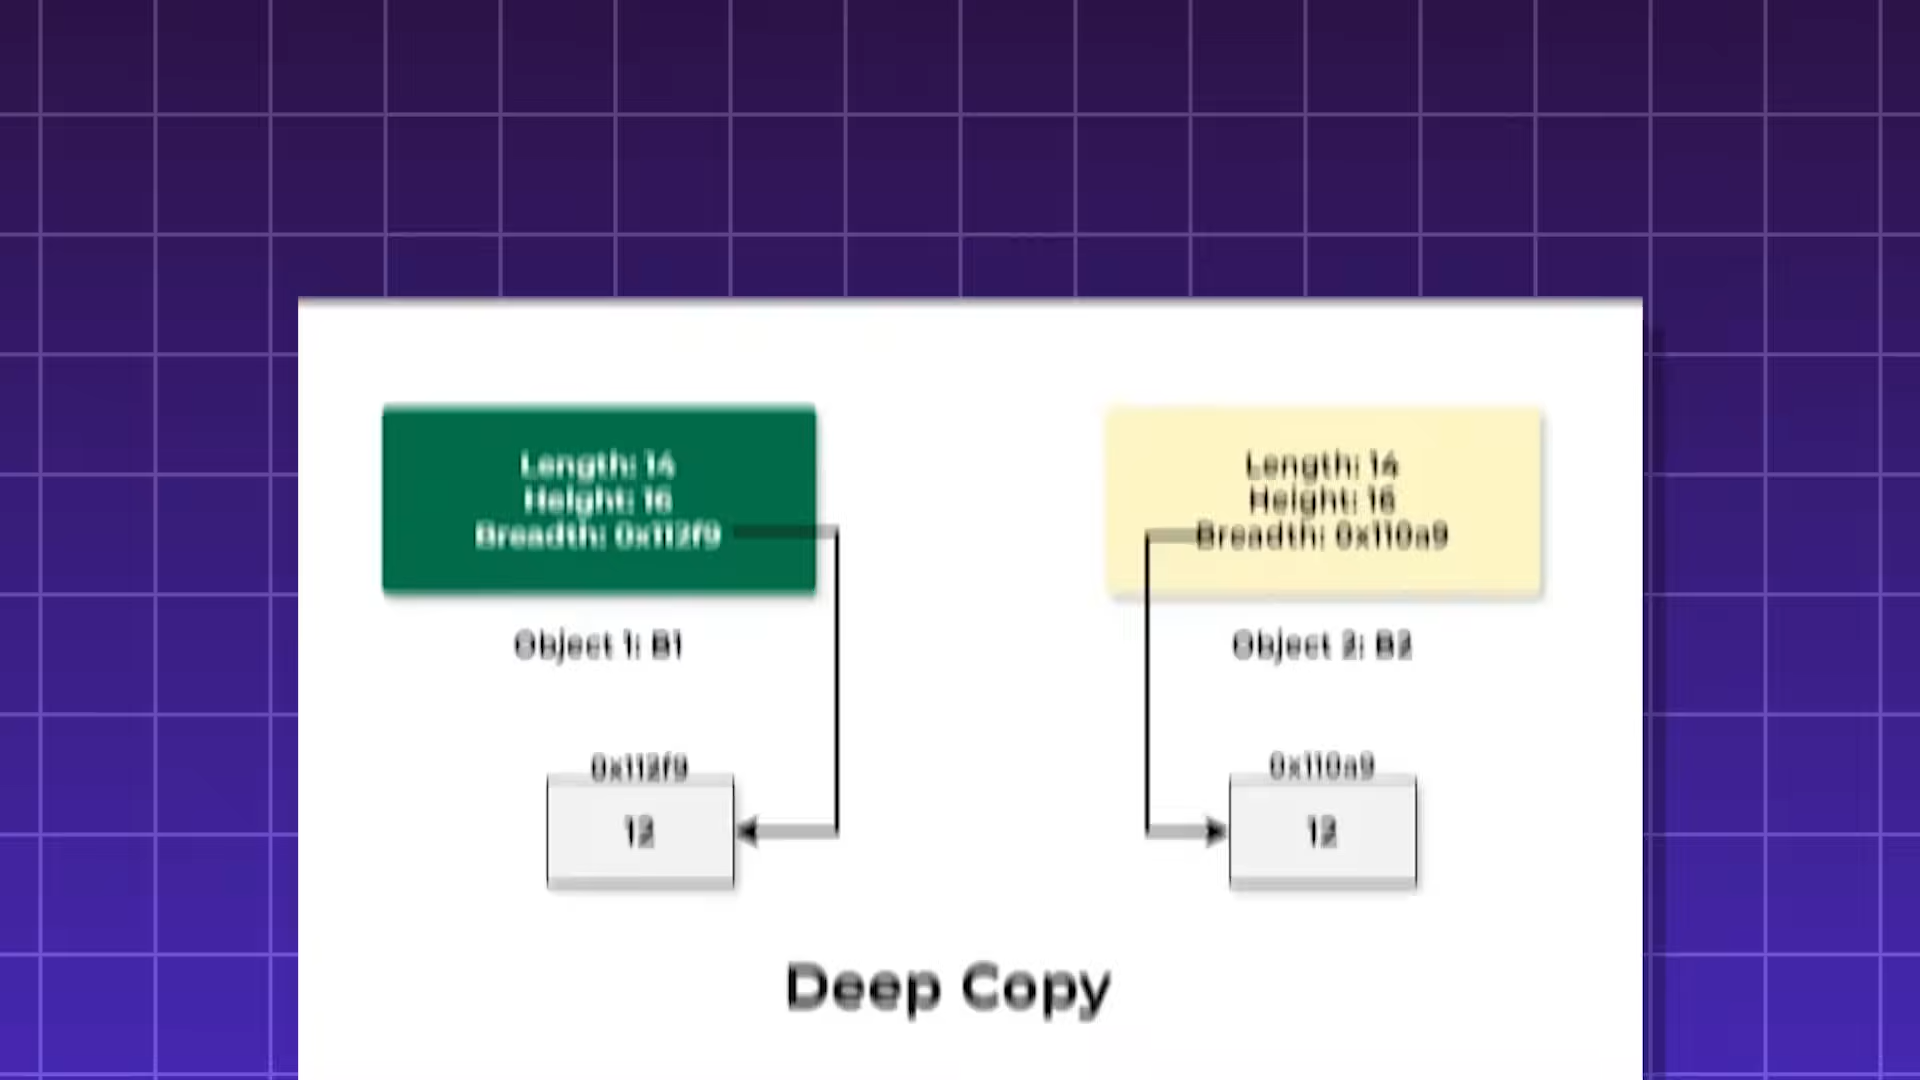 Length: 14
Height: 16
Breadth: 0x112f9
Object 1: B1
0x112f9
12
Length: 14
Height: 16
Breadth: 0x110a9
Object 2: B2
0x110a9
12
Deep Copy